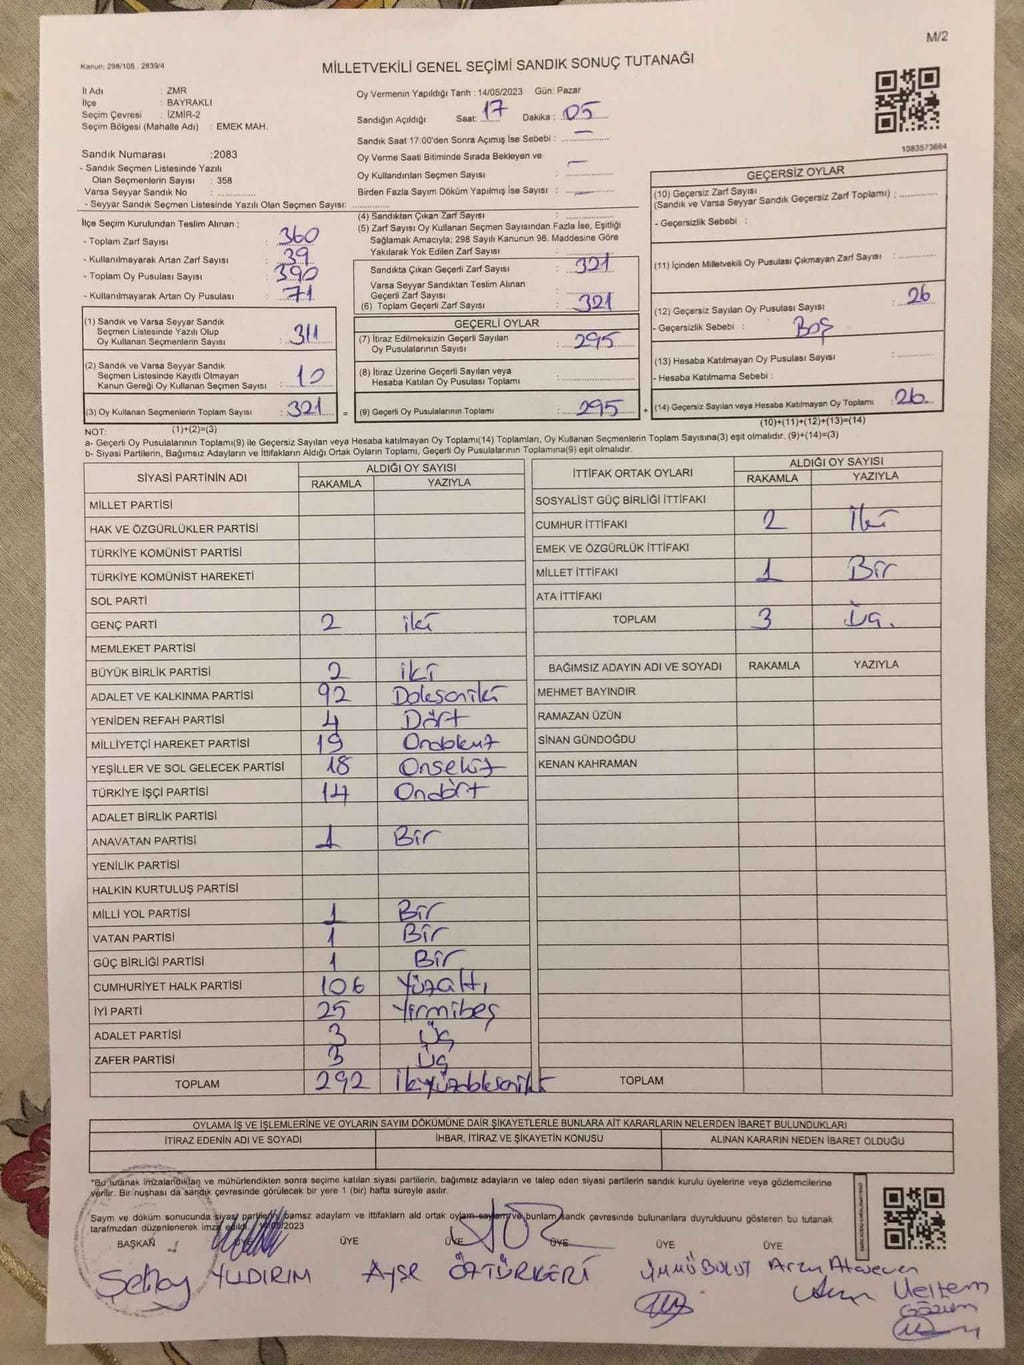 M/2
Kanun; 298/105 , 2839/4
MİLLETVEKİLİ GENEL SEÇİMİ SANDIK SONUÇ TUTANAĞI
İl Adı : ZMR
İlçe : BAYRAKLI
Seçim Çevresi : İZMİR-2
Seçim Bölgesi (Mahalle Adı) : EMEK MAH.
Oy Vermenin Yapıldığı Tarih : 14/05/2023 Gün: Pazar
Sandığın Açıldığı Saat: 17 Dakika : 05
Sandık Saat 17:00'den Sonra Açımış İse Sebebi : —
Oy Verme Saati Bitiminde Sırada Bekleyen ve
Oy Kullandırılan Seçmen Sayısı : —
Birden Fazla Sayım Döküm Yapılmış İse Sayısı : —
1083573664
Sandık Numarası :2083
- Sandık Seçmen Listesinde Yazılı
Olan Seçmenlerin Sayısı : 358
Varsa Seyyar Sandık No :
- Seyyar Sandık Seçmen Listesinde Yazılı Olan Seçmen Sayısı:
İlçe Seçim Kurulundan Teslim Alınan ;
- Toplam Zarf Sayısı : 360
- Kullanılmayarak Artan Zarf Sayısı : 39
- Toplam Oy Pusulası Sayısı : 390
- Kullanılmayarak Artan Oy Pusulası : 71
(4) Sandıktan Çıkan Zarf Sayısı :
(5) Zarf Sayısı Oy Kullanan Seçmen Sayısından Fazla İse, Eşitliği
Sağlamak Amacıyla; 298 Sayılı Kanunun 98. Maddesine Göre
Yakılarak Yok Edilen Zarf Sayısı :
Sandıkta Çıkan Geçerli Zarf Sayısı : 321
Varsa Seyyar Sandıktan Teslim Alınan
Geçerli Zarf Sayısı :
(6) Toplam Geçerli Zarf Sayısı : 321
GEÇERSİZ OYLAR
(10) Geçersiz Zarf Sayısı
(Sandık ve Varsa Seyyar Sandık Geçersiz Zarf Toplamı) :
- Geçersizlik Sebebi :
(11) İçinden Milletvekili Oy Pusulası Çıkmayan Zarf Sayısı :
(12) Geçersiz Sayılan Oy Pusulası Sayısı : 26
- Geçersizlik Sebebi : Boş
(13) Hesaba Katılmayan Oy Pusulası Sayısı :
- Hesaba Katılmama Sebebi :
(14) Geçersiz Sayılan veya Hesaba Katılmayan Oy Toplamı : 26
(10)+(11)+(12)+(13)=(14)
(1) Sandık ve Varsa Seyyar Sandık
Seçmen Listesinde Yazılı Olup
Oy Kullanan Seçmenlerin Sayısı : 311
(2) Sandık ve Varsa Seyyar Sandık
Seçmen Listesinde Kayıtlı Olmayan
Kanun Gereği Oy Kullanan Seçmen Sayısı : 10
(3) Oy Kullanan Seçmenlerin Toplam Sayısı : 321 =
GEÇERLİ OYLAR
(7) İtiraz Edilmeksizin Geçerli Sayılan
Oy Pusulalarının Sayısı : 295
(8) İtiraz Üzerine Geçerli Sayılan veya
Hesaba Katılan Oy Pusulası Toplamı :
(9) Geçerli Oy Pusulalarının Toplamı : 295 +
NOT: (1)+(2)=(3)
a- Geçerli Oy Pusulalarının Toplamı(9) ile Geçersiz Sayılan veya Hesaba katılmayan Oy Toplamı(14) Toplamları, Oy Kullanan Seçmenlerin Toplam Sayısına(3) eşit olmalıdır. (9)+(14)=(3)
b- Siyasi Partilerin, Bağımsız Adayların ve İttifakların Aldığı Ortak Oyların Toplamı, Geçerli Oy Pusulalarının Toplamına(9) eşit olmalıdır.
SİYASİ PARTİNİN ADI ALDIĞI OY SAYISI
RAKAMLA YAZIYLA
MİLLET PARTİSİ
HAK VE ÖZGÜRLÜKLER PARTİSİ
TÜRKİYE KOMÜNİST PARTİSİ
TÜRKİYE KOMÜNİST HAREKETİ
SOL PARTİ
GENÇ PARTİ 2 iki
MEMLEKET PARTİSİ
BÜYÜK BİRLİK PARTİSİ 2 iki
ADALET VE KALKINMA PARTİSİ 92 Doksaniki
YENİDEN REFAH PARTİSİ 4 Dört
MİLLİYETÇİ HAREKET PARTİSİ 19 Ondokuz
YEŞİLLER VE SOL GELECEK PARTİSİ 18 Onsekiz
TÜRKİYE İŞÇİ PARTİSİ 14 Ondört
ADALET BİRLİK PARTİSİ
ANAVATAN PARTİSİ 1 Bir
YENİLİK PARTİSİ
HALKIN KURTULUŞ PARTİSİ
MİLLİ YOL PARTİSİ 1 Bir
VATAN PARTİSİ 1 Bir
GÜÇ BİRLİĞİ PARTİSİ 1 Bir
CUMHURİYET HALK PARTİSİ 106 Yüzaltı
İYİ PARTİ 25 Yirmibeş
ADALET PARTİSİ 3 Üç
ZAFER PARTİSİ 3 Üç
TOPLAM 292 İkiyüzdoksaniki
İTTİFAK ORTAK OYLARI ALDIĞI OY SAYISI
RAKAMLA YAZIYLA
SOSYALİST GÜÇ BİRLİĞİ İTTİFAKI
CUMHUR İTTİFAKI 2 İki
EMEK VE ÖZGÜRLÜK İTTİFAKI
MİLLET İTTİFAKI 1 Bir
ATA İTTİFAKI
TOPLAM 3 Üç.
BAĞIMSIZ ADAYIN ADI VE SOYADI RAKAMLA YAZIYLA
MEHMET BAYINDIR
RAMAZAN ÜZÜN
SİNAN GÜNDOĞDU
KENAN KAHRAMAN
TOPLAM
OYLAMA İŞ VE İŞLEMLERİNE VE OYLARIN SAYIM DÖKÜMÜNE DAİR ŞİKAYETLERLE BUNLARA AİT KARARLARIN NELERDEN İBARET BULUNDUKLARI
İTİRAZ EDENİN ADI VE SOYADI İHBAR, İTİRAZ VE ŞİKAYETİN KONUSU ALINAN KARARIN NEDEN İBARET OLDUĞU
*Bu tutanak imzalandıktan ve mühürlendikten sonra seçime katılan siyasi partilerin, bağımsız adayların ve talep eden siyasi partilerin sandık kurulu üyelerine veya gözlemcilerine
verilir. Bir nushası da sandık çevresinde görülecek bir yere 1 (bir) hafta süreyle asılır.
Sayım ve döküm sonucunda siyasi partilerin, adayların ve ittifakların ortak oyların ve bunların sandık çevresinde bulunanlara duyrulduunu gösteren bu tutanak
tarafımzdan düzenlenerek imza edildi. 14/05/2023
BAŞKAN ÜYE ÜYE ÜYE ÜYE ÜYE
YILDIRIM AYŞE ÖZTÜRKERİ ÜMMÜ BOLUT Meltem